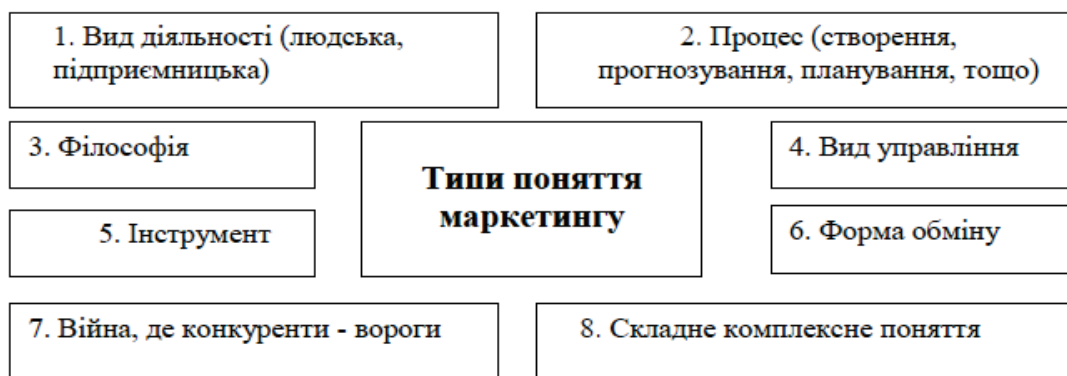 1. Вид діяльності (людська,
підприємницька)
2. Процес (створення,
прогнозування, планування, тощо)
3. Філософія
Типи поняття
маркетингу
4. Вид управління
5. Інструмент
6. Форма обміну
7. Війна, де конкуренти - вороги
8. Складне комплексне поняття